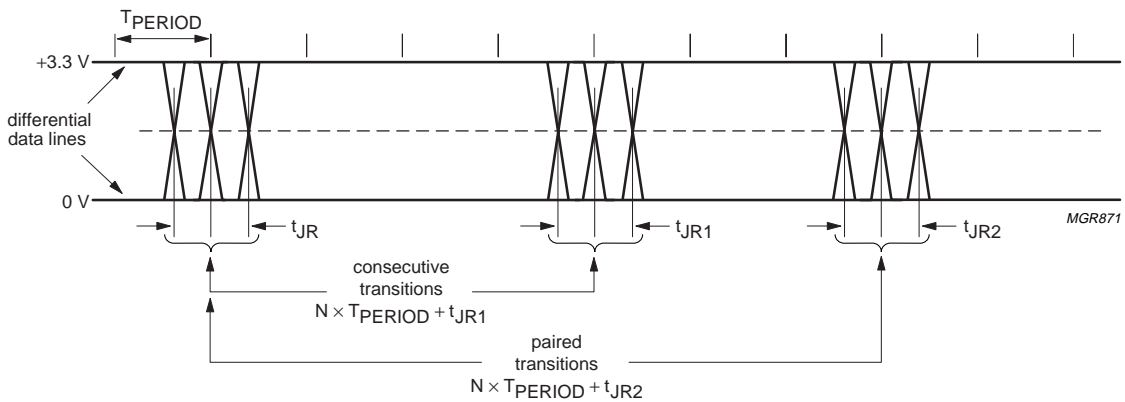 TPERIOD
+3.3 V
differential
data lines
0 V
tJR
tJR1
tJR2
MGR871
consecutive
transitions
N × TPERIOD + tJR1
paired
transitions
N × TPERIOD + tJR2